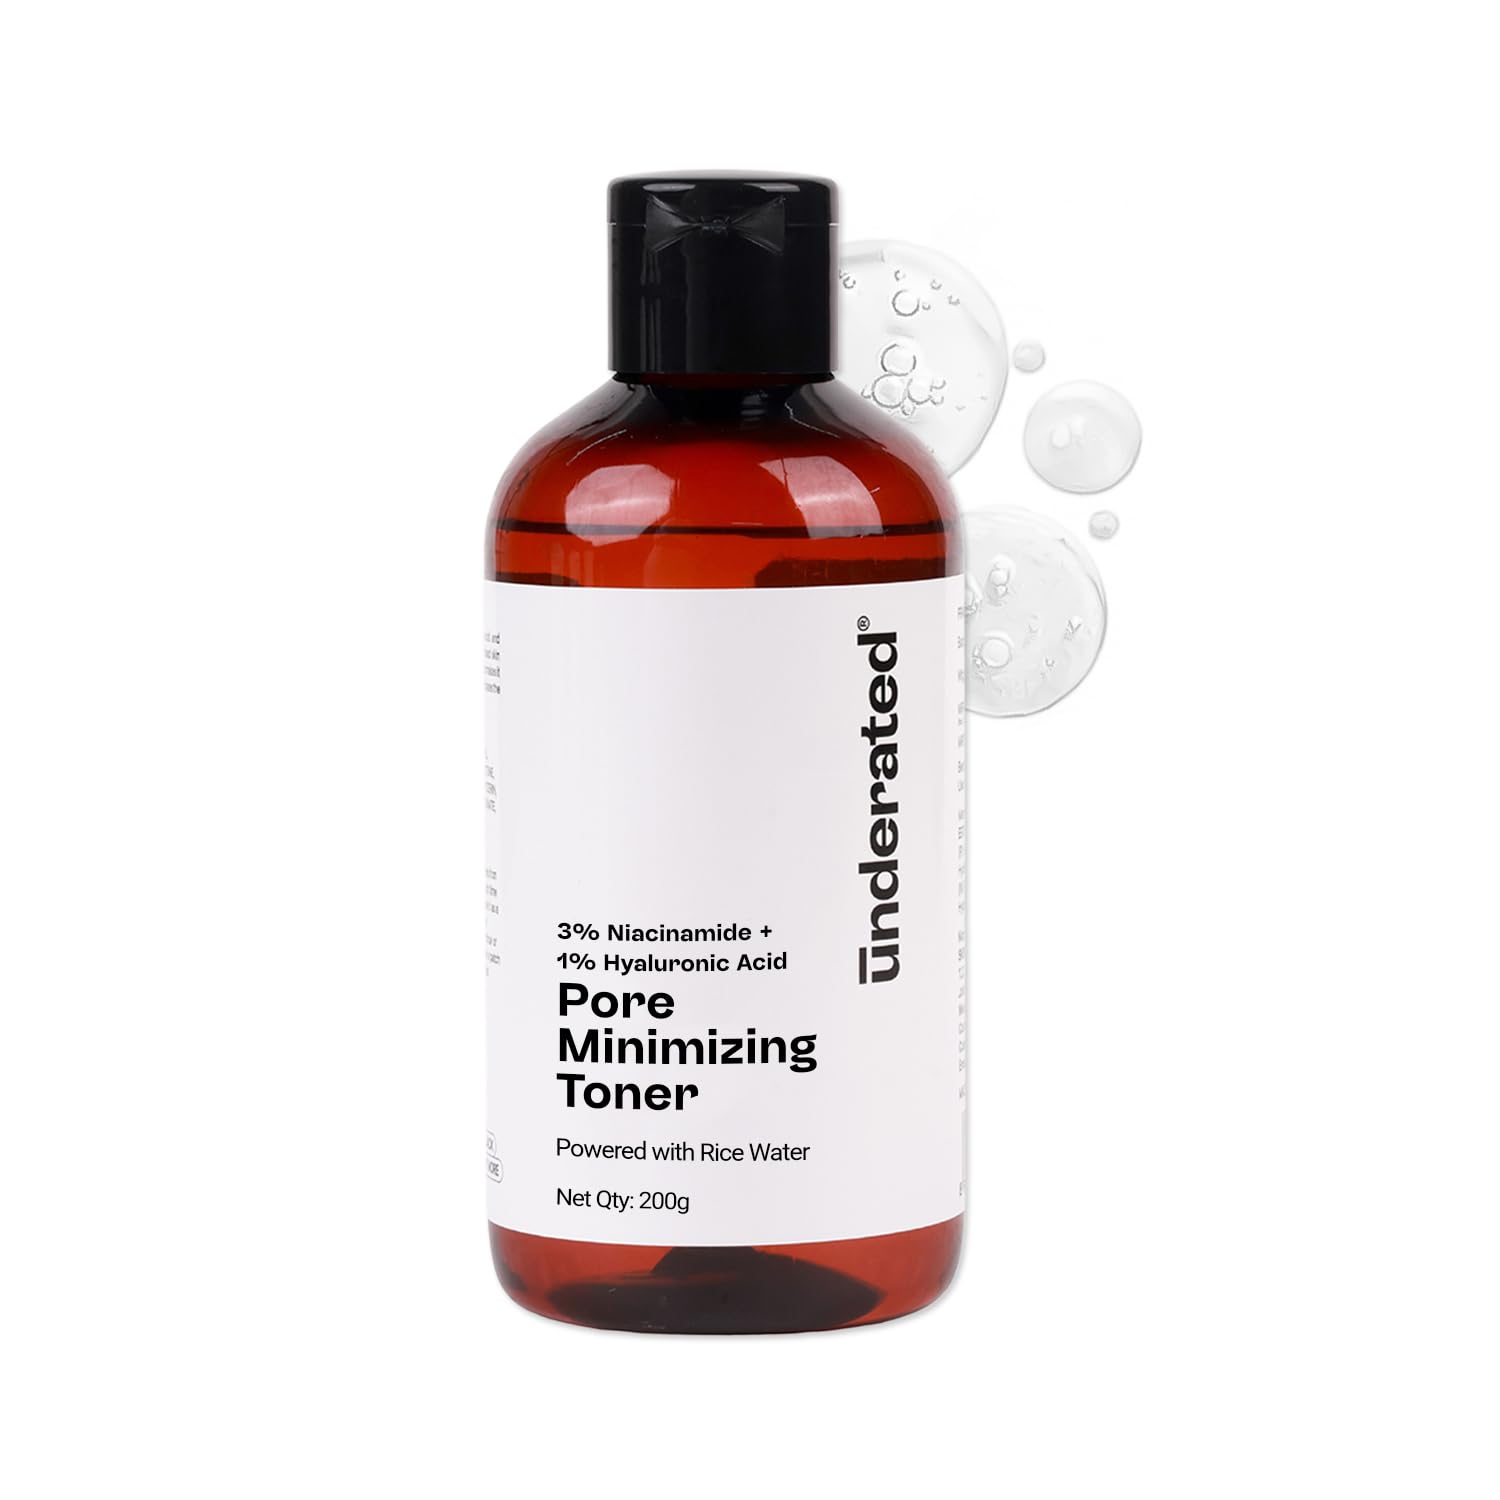 ūnderated®
3% Niacinamide +
1% Hyaluronic Acid
Pore
Minimizing
Toner
Powered with Rice Water
Net Qty: 200g